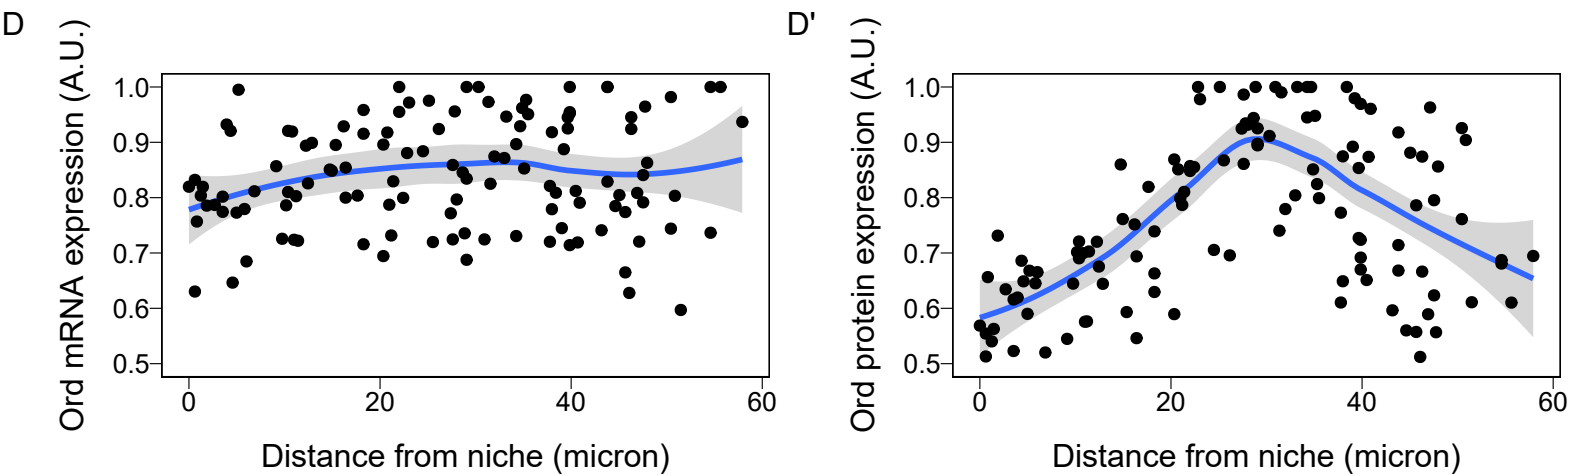 D
Ord mRNA expression (A.U.)
1.0
0.9
0.8
0.7
0.6
0.5
0 20 40 60
Distance from niche (micron)
D'
Ord protein expression (A.U.)
1.0
0.9
0.8
0.7
0.6
0.5
0 20 40 60
Distance from niche (micron)